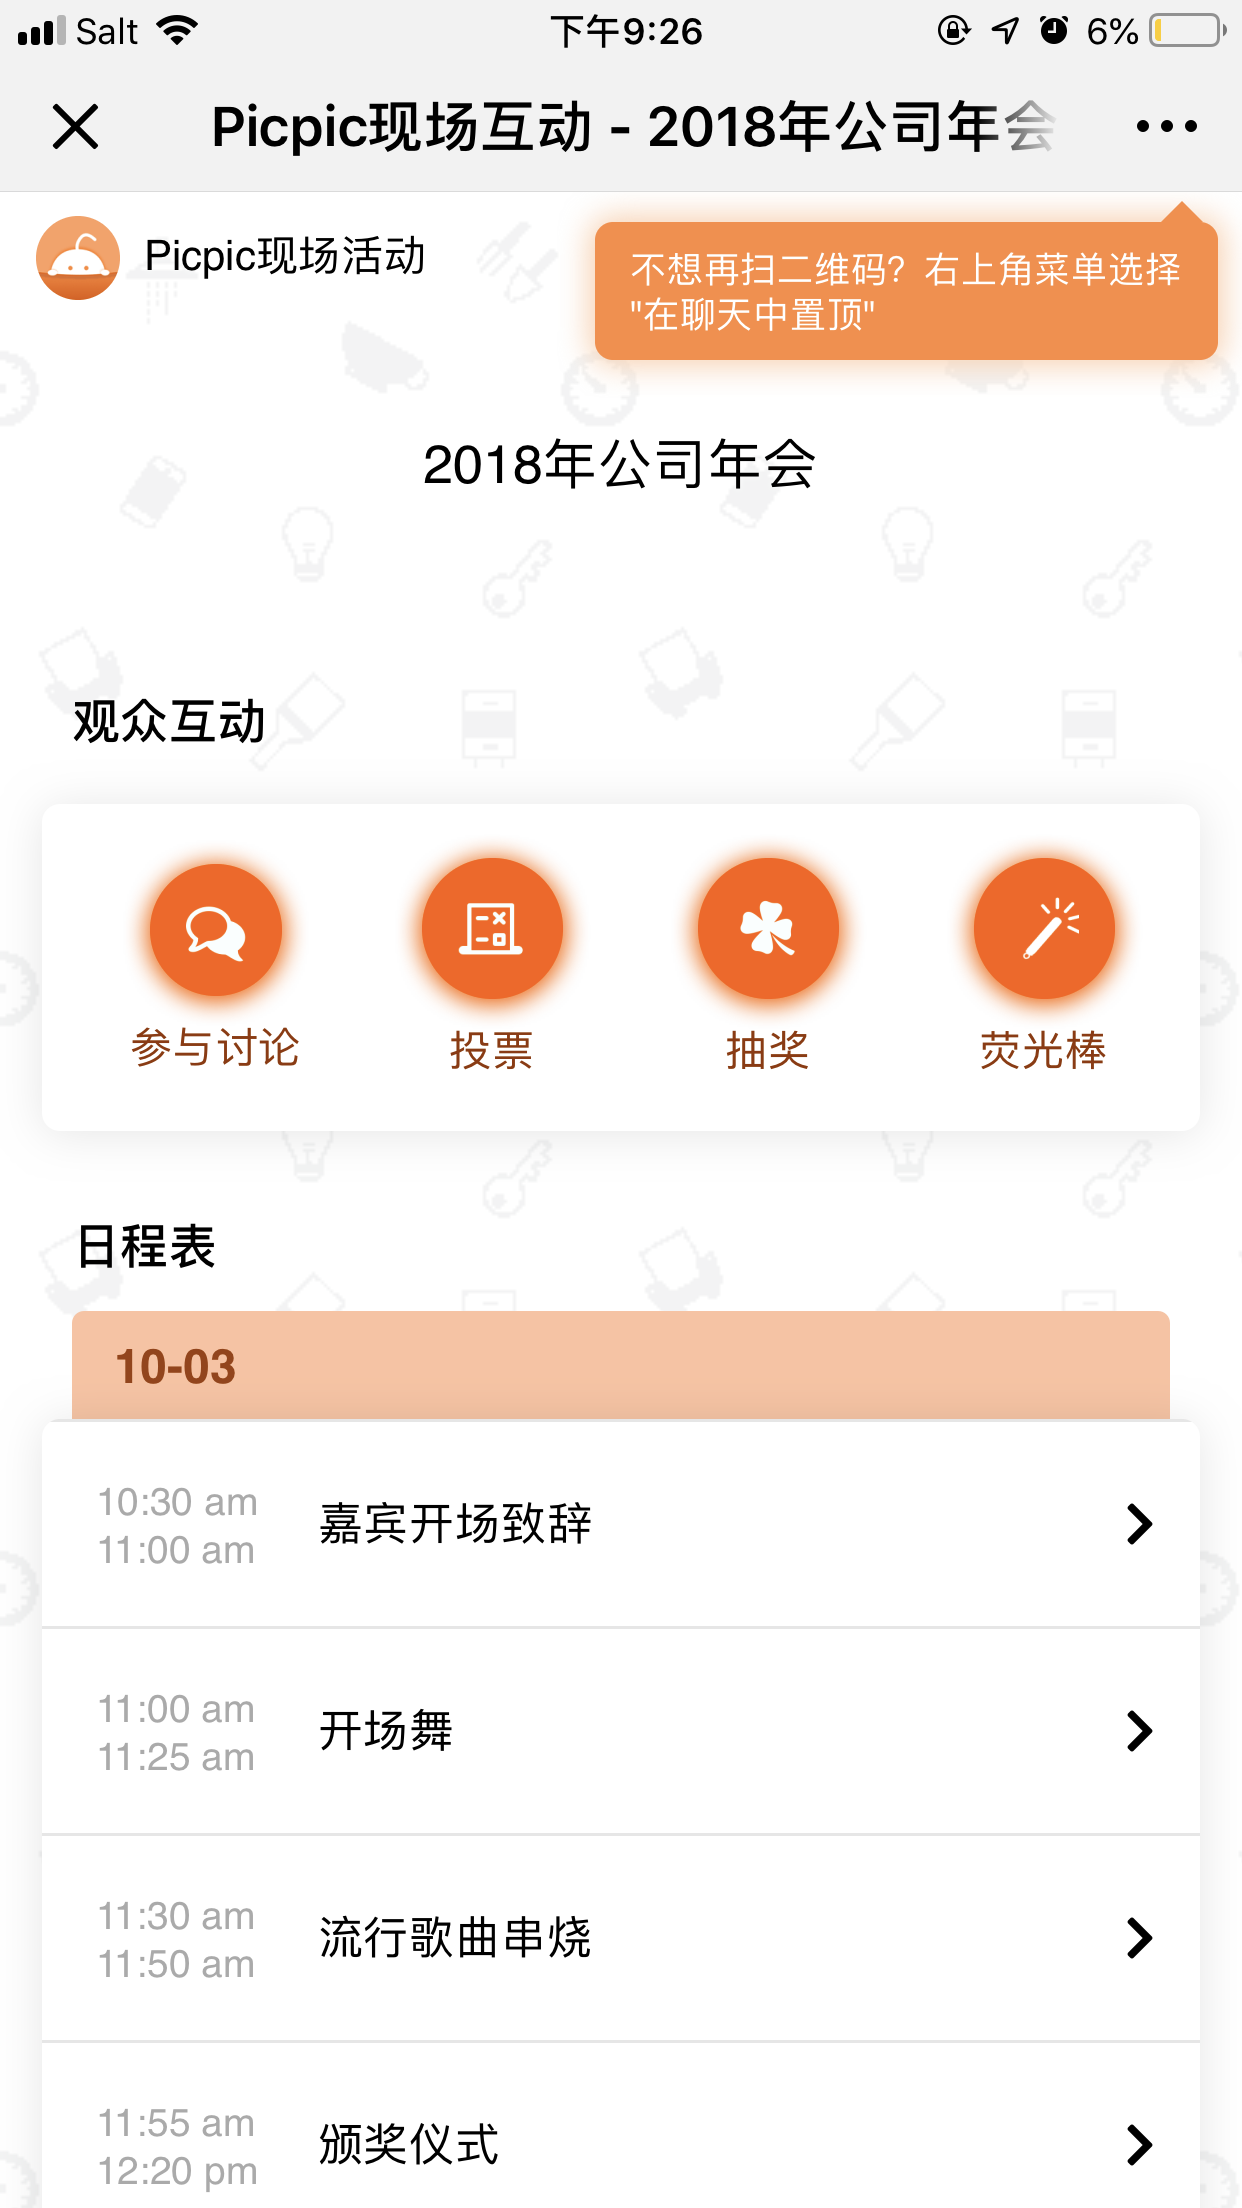 Salt
下午9:26
6%
Picpic现场互动 - 2018年公司年会
Picpic现场活动
不想再扫二维码？右上角菜单选择
"在聊天中置顶"
2018年公司年会
观众互动
参与讨论
投票
抽奖
荧光棒
日程表
10-03
10:30 am
11:00 am
嘉宾开场致辞
11:00 am
11:25 am
开场舞
11:30 am
11:50 am
流行歌曲串烧
11:55 am
12:20 pm
颁奖仪式